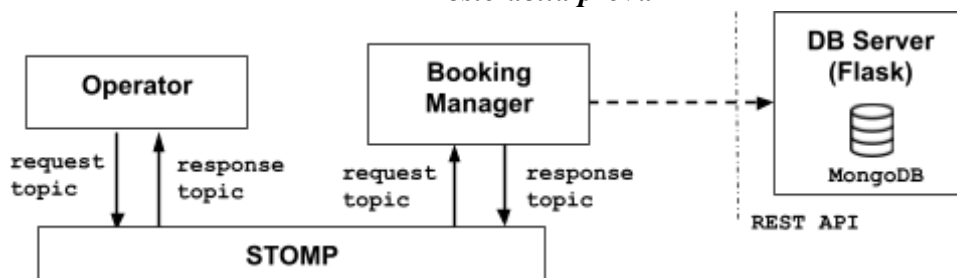 Operator
Booking
Manager
DB Server
(Flask)
MongoDB
request
topic
response
topic
request
topic
response
topic
REST API
STOMP